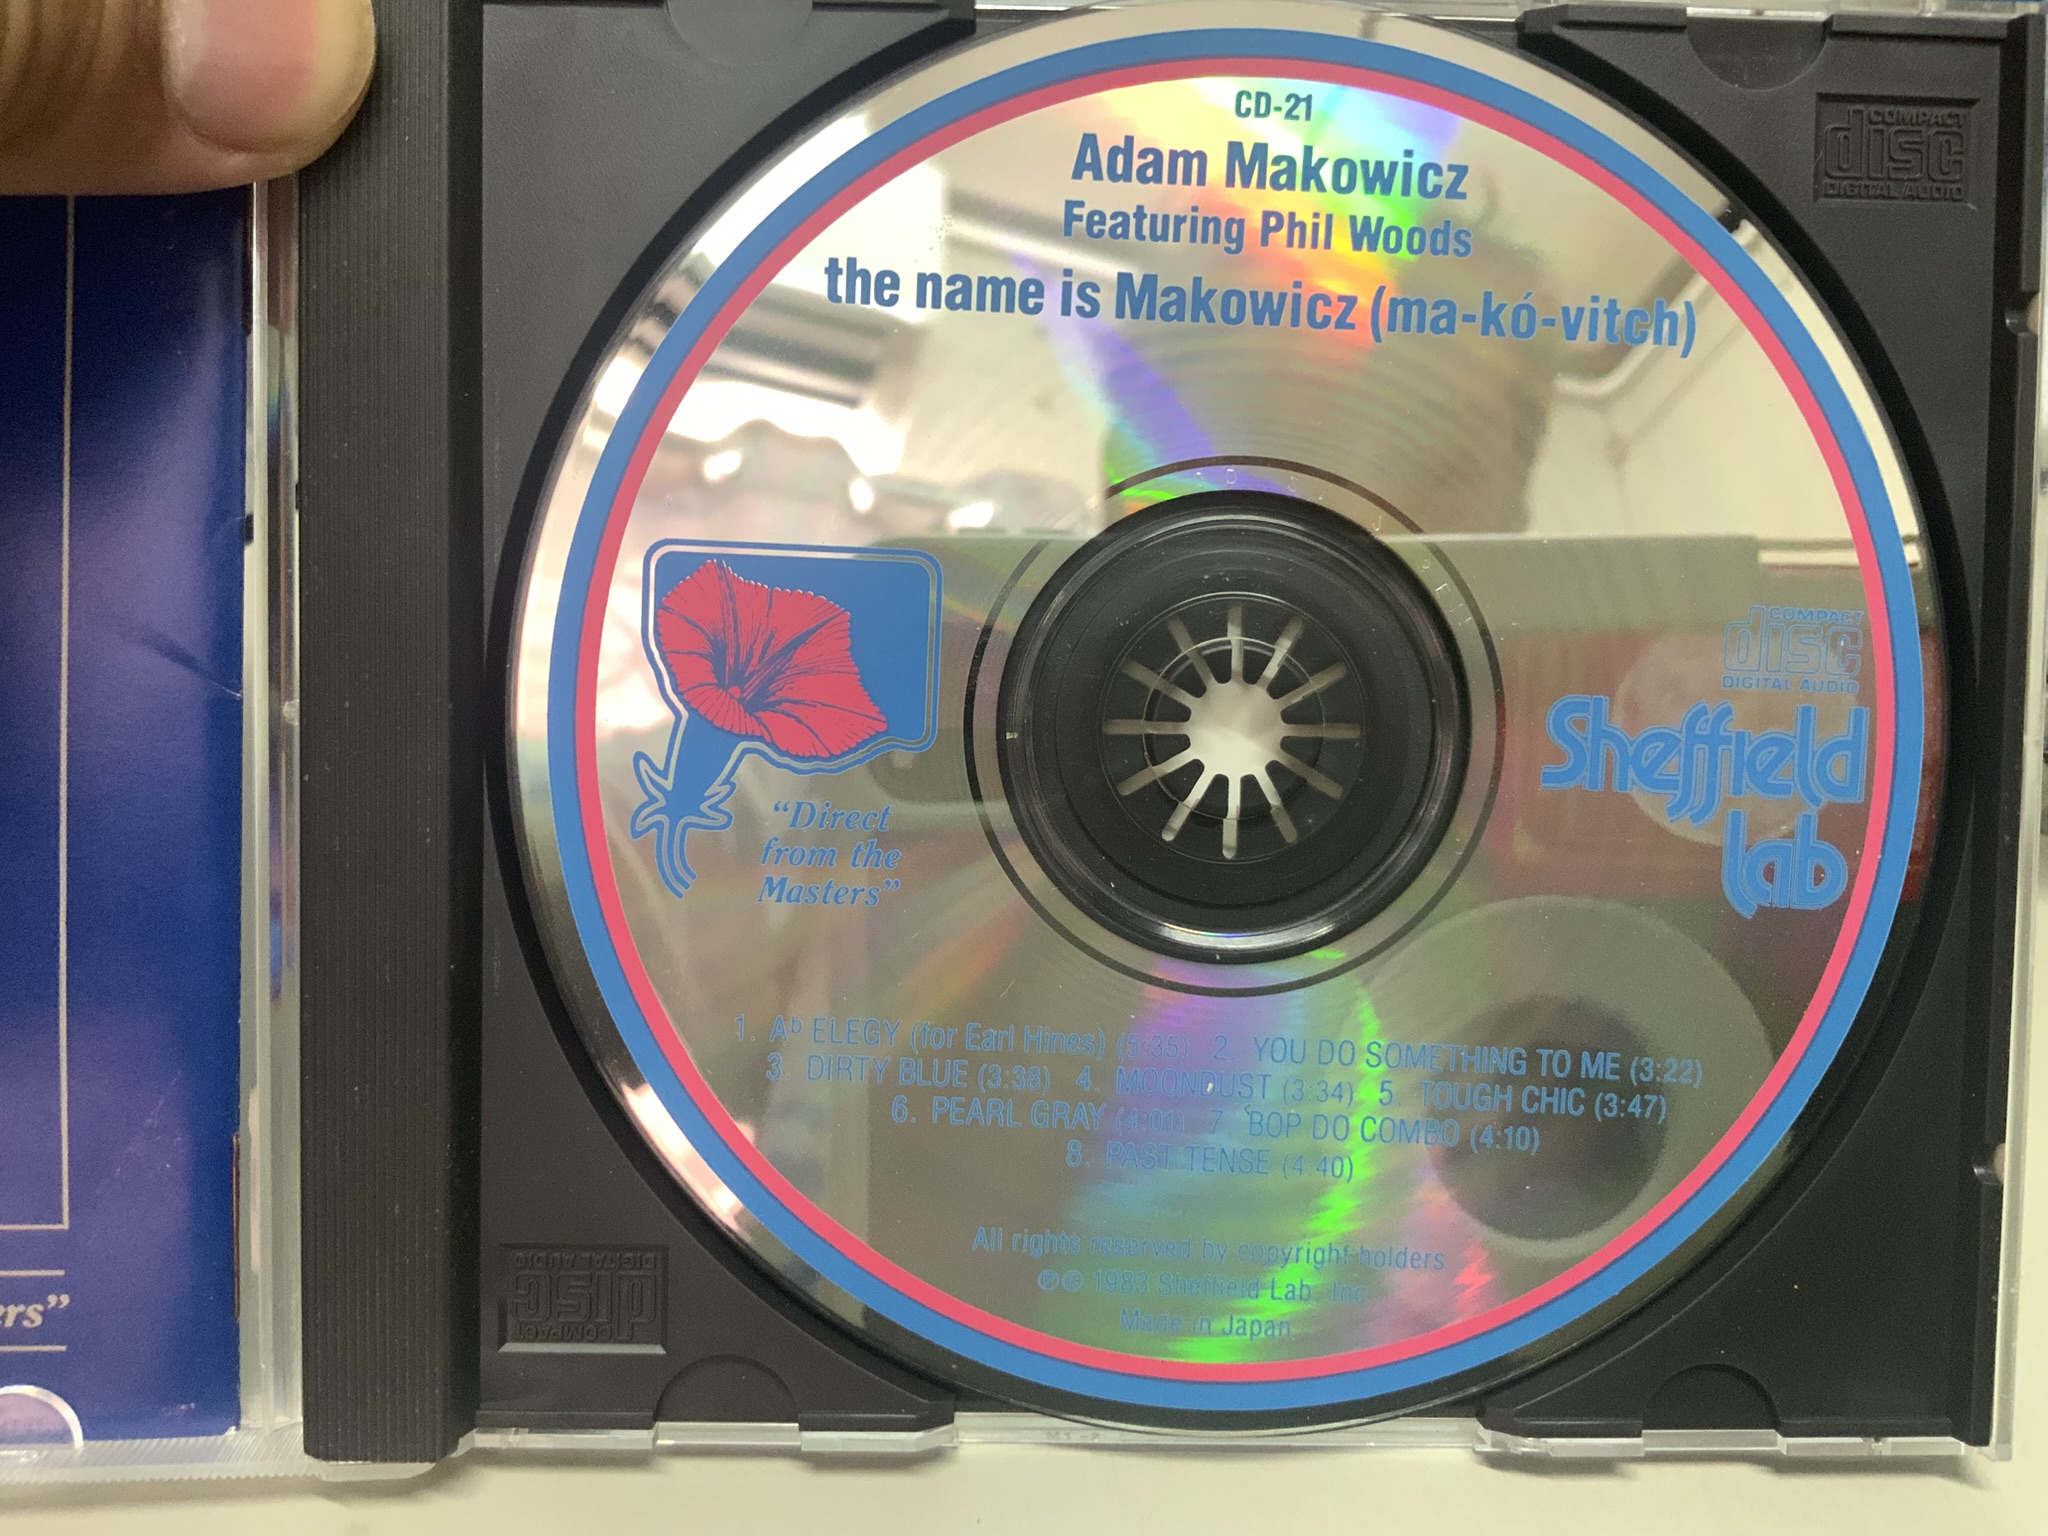 CD-21
Adam Makowicz
Featuring Phil Woods
the name is Makowicz (ma-kó-vitch)
COMPACT
disc
DIGITAL AUDIO
COMPACT
disc
DIGITAL AUDIO
Sheffield
Lab
"Direct
from the
Masters"
1. Ab ELEGY (for Earl Hines) (5:35) 2. YOU DO SOMETHING TO ME (3:22)
3. DIRTY BLUE (3:38) 4. MOONDUST (3:34) 5. TOUGH CHIC (3:47)
6. PEARL GRAY (4:01) 7. BOP DO COMBO (4:10)
8. PAST TENSE (4:40)
All rights reserved by copyright holders
℗© 1983 Sheffield Lab, Inc.
Made in Japan
COMPACT
disc
DIGITAL AUDIO
ers"